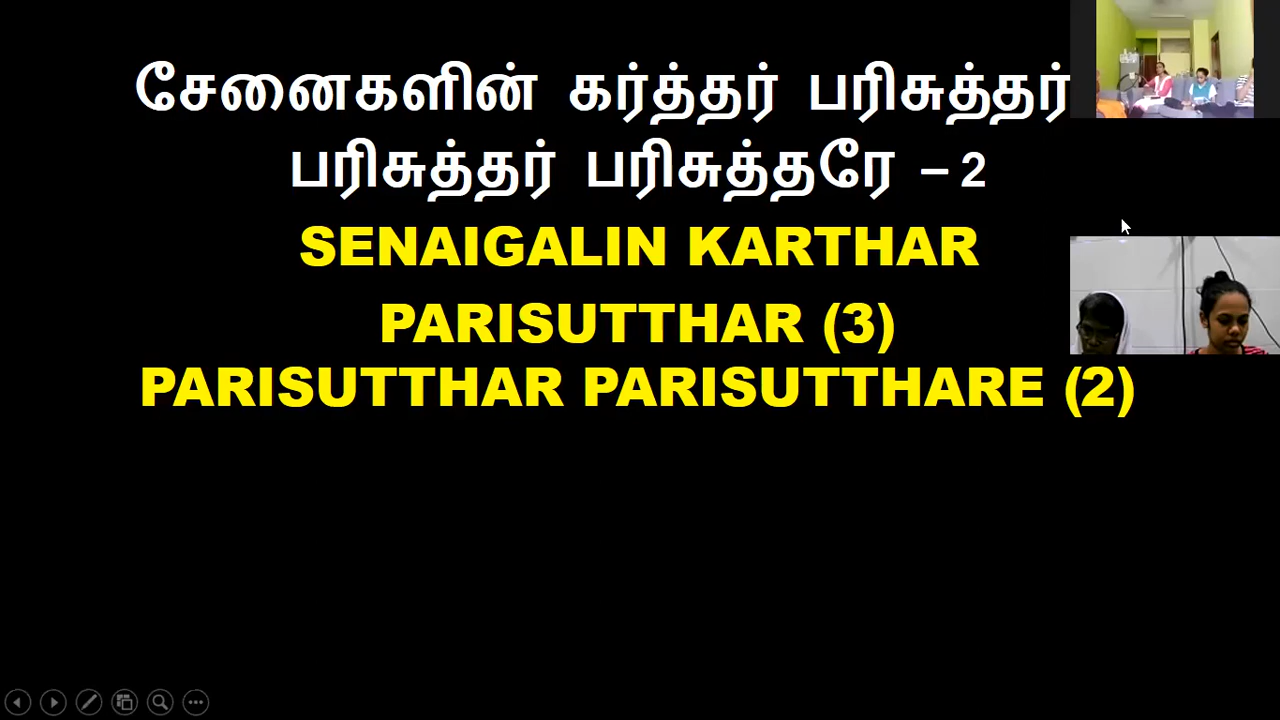 சேனைகளின் கர்த்தர் பரிசுத்தர்
பரிசுத்தர் பரிசுத்தரே – 2
SENAIGALIN KARTHAR
PARISUTTHAR (3)
PARISUTTHAR PARISUTTHARE (2)